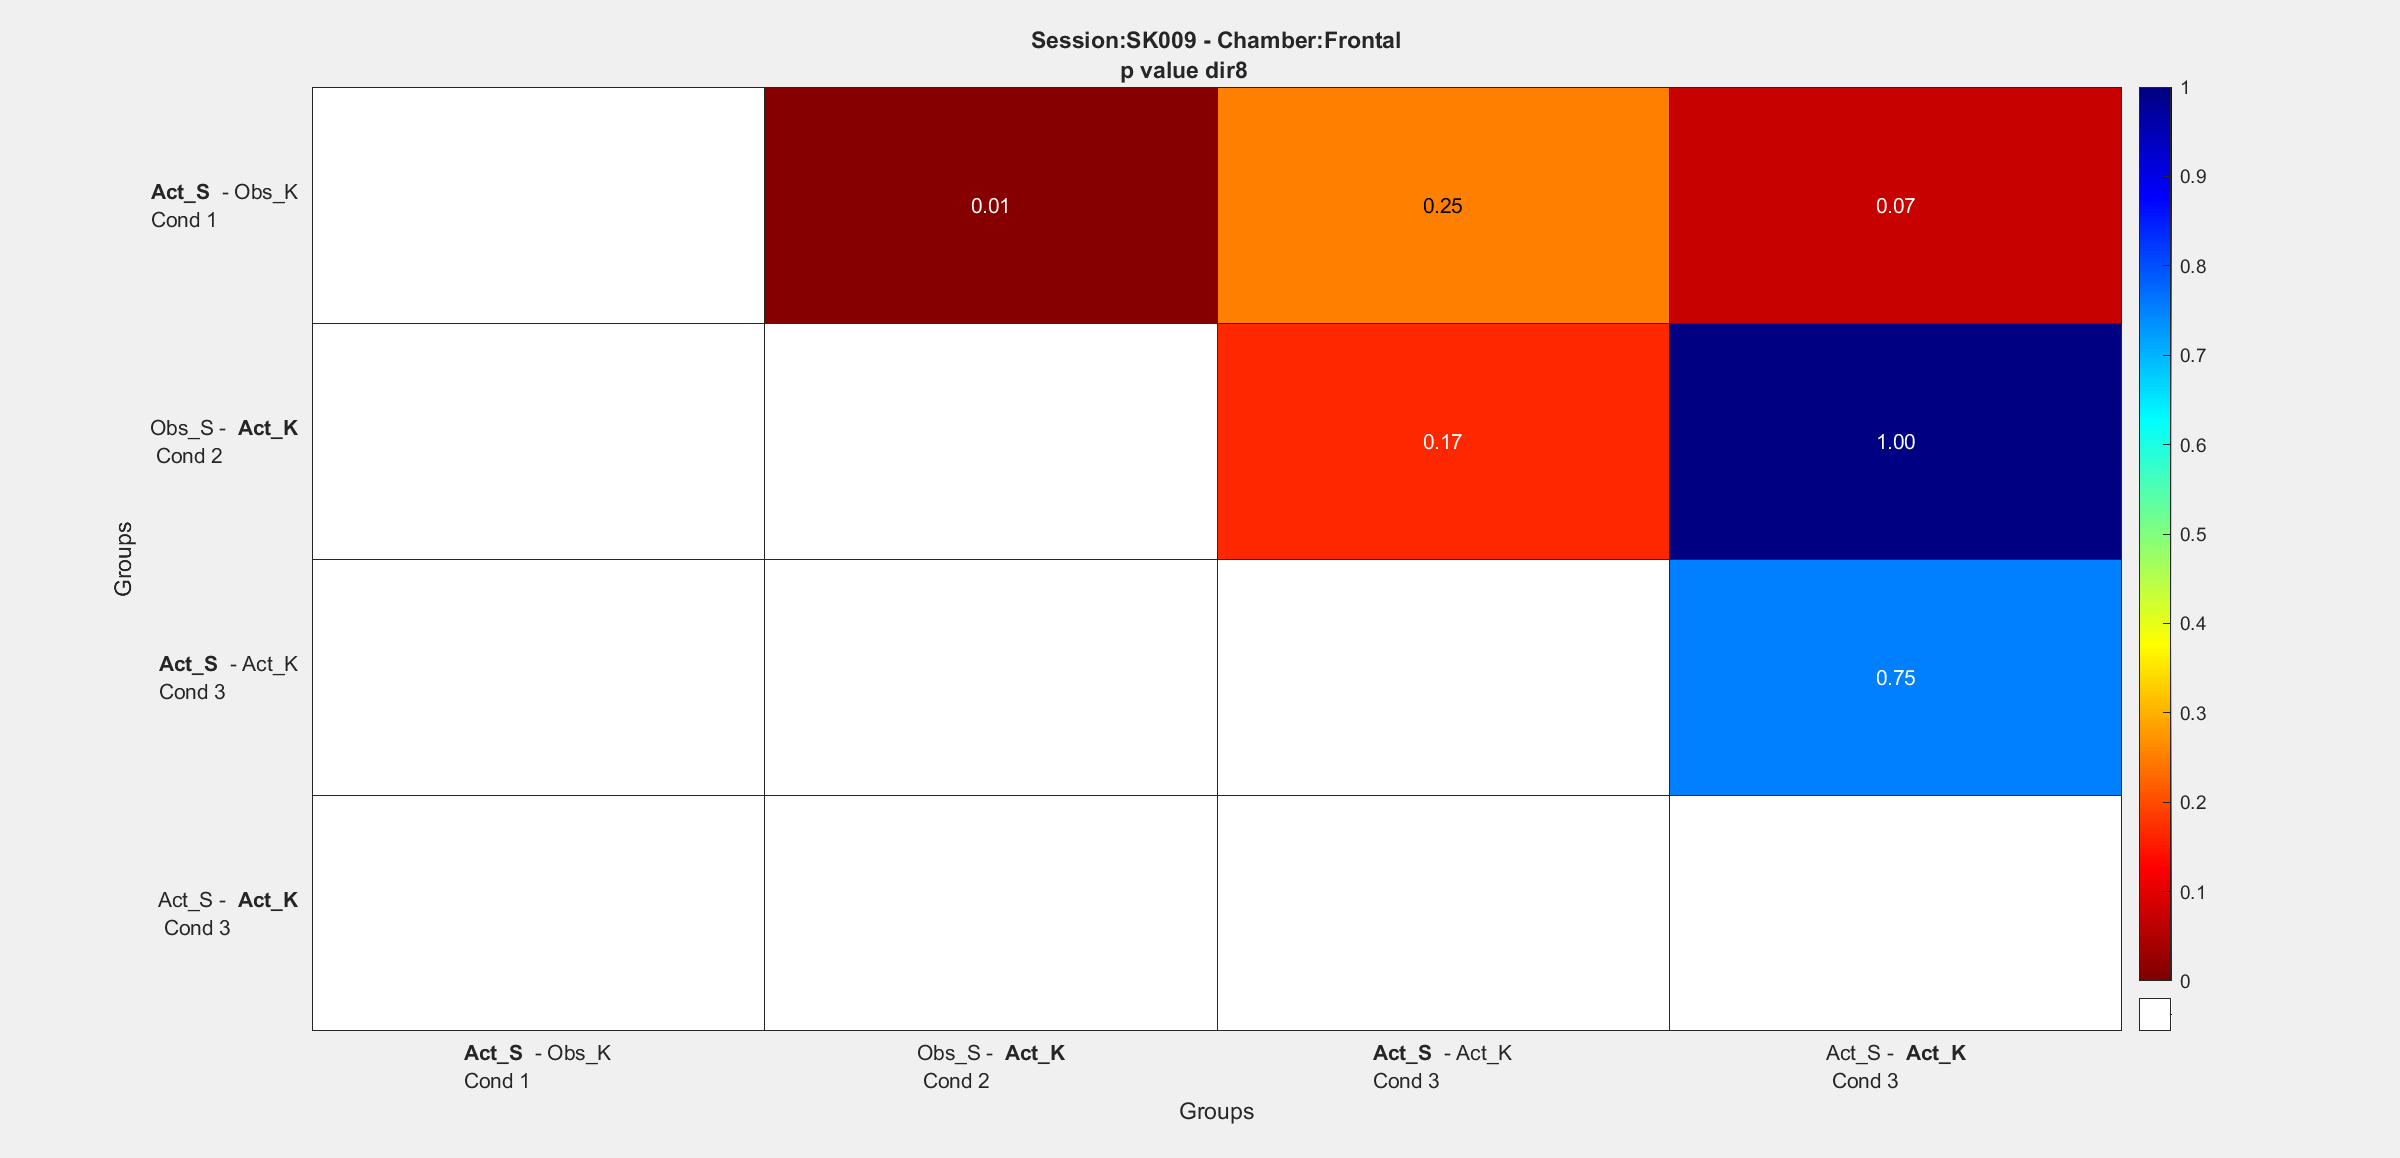 Session:SK009 - Chamber:Frontal
p value dir8
Act_S - Obs_K
Cond 1
0.01
0.25
0.07
Obs_S - Act_K
Cond 2
0.17
1.00
Act_S - Act_K
Cond 3
0.75
Act_S - Act_K
Cond 3
Groups
Act_S - Obs_K
Cond 1
Obs_S - Act_K
Cond 2
Act_S - Act_K
Cond 3
Act_S - Act_K
Cond 3
Groups
1
0.9
0.8
0.7
0.6
0.5
0.4
0.3
0.2
0.1
0